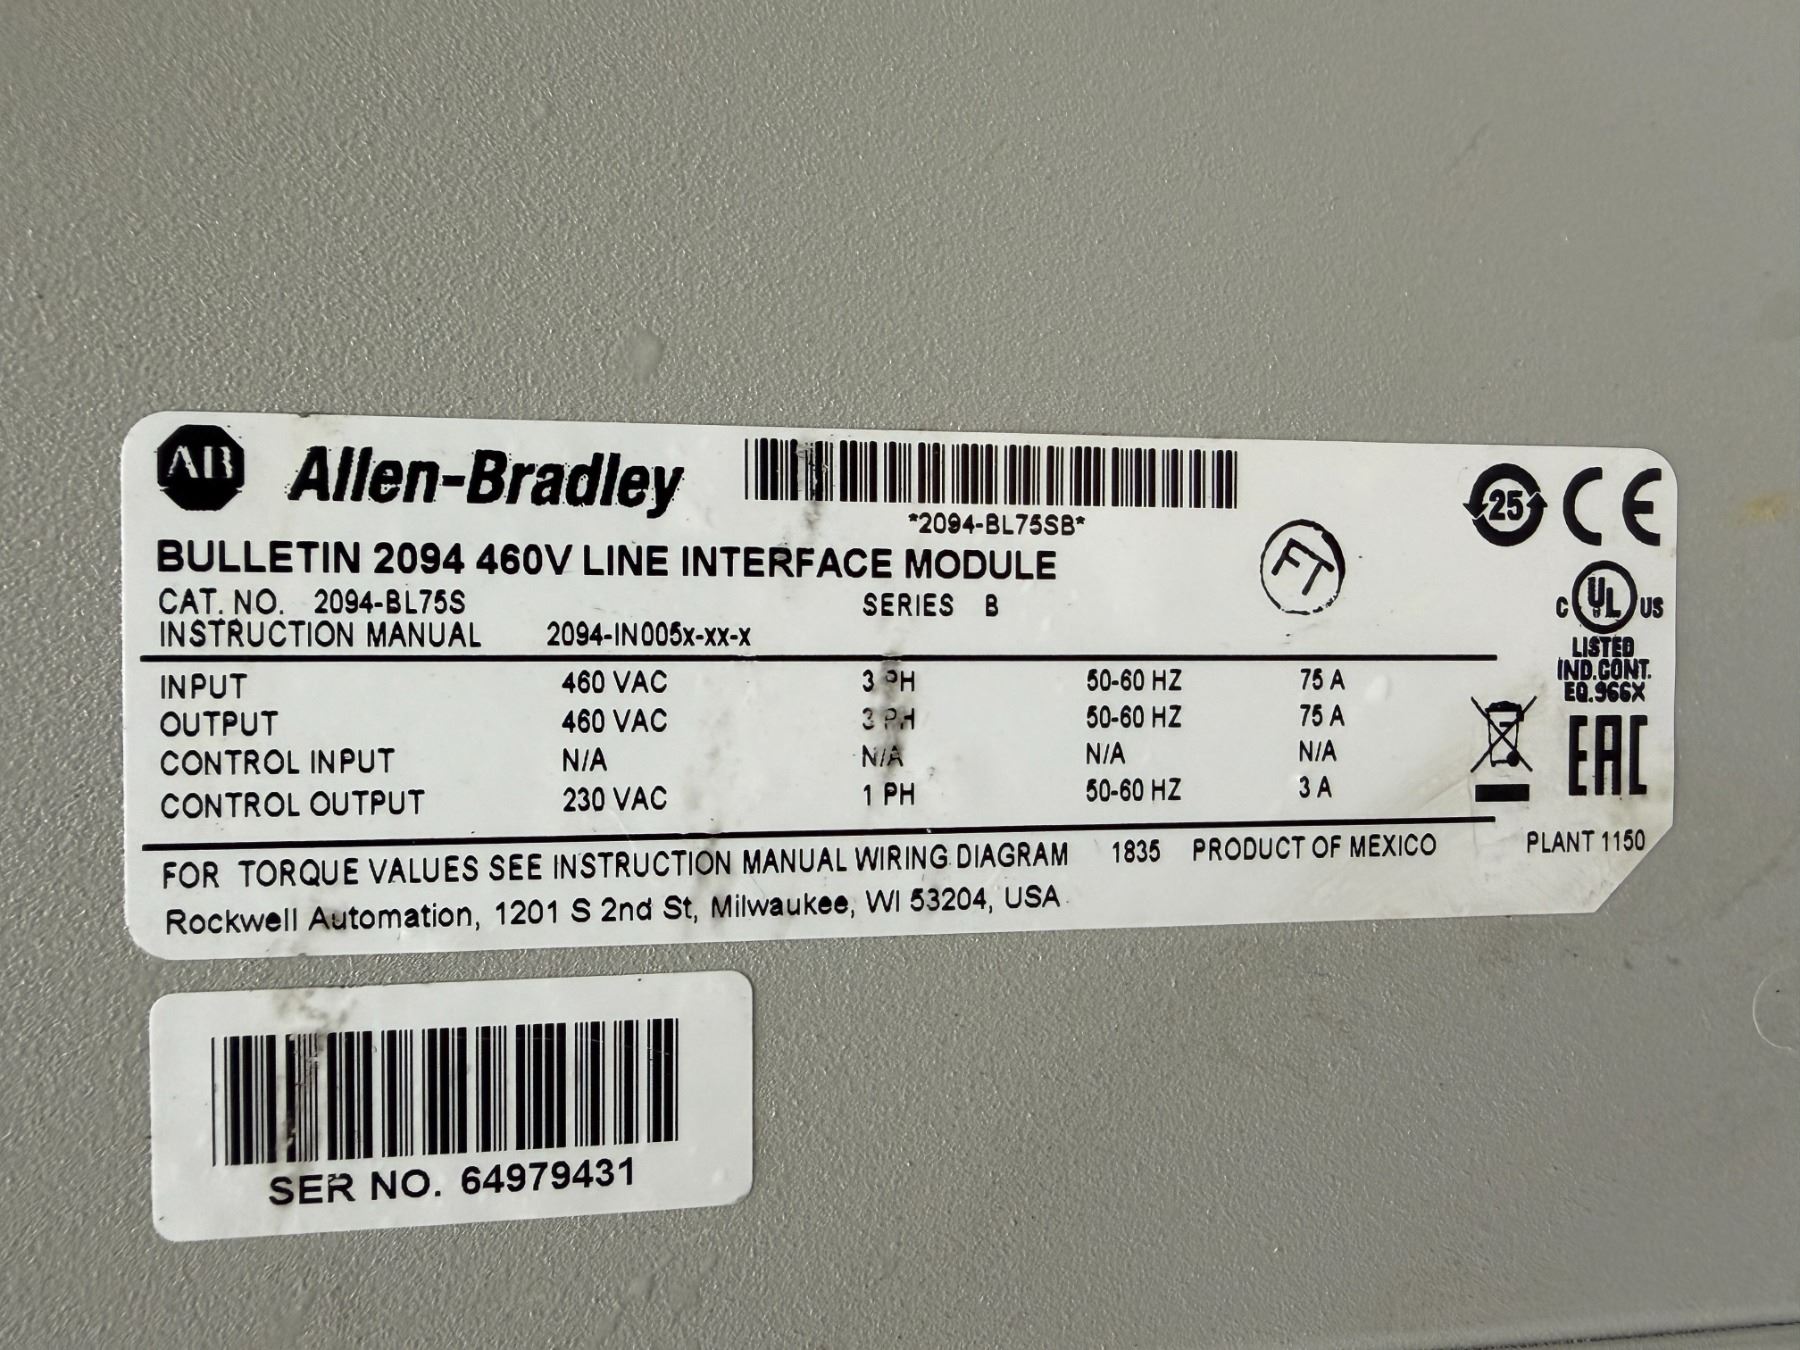 AB Allen-Bradley
*2094-BL75SB*
25 CE
BULLETIN 2094 460V LINE INTERFACE MODULE
FT
CAT. NO. 2094-BL75S SERIES B
C UL US
INSTRUCTION MANUAL 2094-IN005x-xx-x
LISTED
IND.CONT.
EQ.966X
INPUT 460 VAC 3 PH 50-60 HZ 75 A
OUTPUT 460 VAC 3 PH 50-60 HZ 75 A
CONTROL INPUT N/A N/A N/A N/A
EAC
CONTROL OUTPUT 230 VAC 1 PH 50-60 HZ 3 A
FOR TORQUE VALUES SEE INSTRUCTION MANUAL WIRING DIAGRAM 1835 PRODUCT OF MEXICO PLANT 1150
Rockwell Automation, 1201 S 2nd St, Milwaukee, WI 53204, USA
SER NO. 64979431